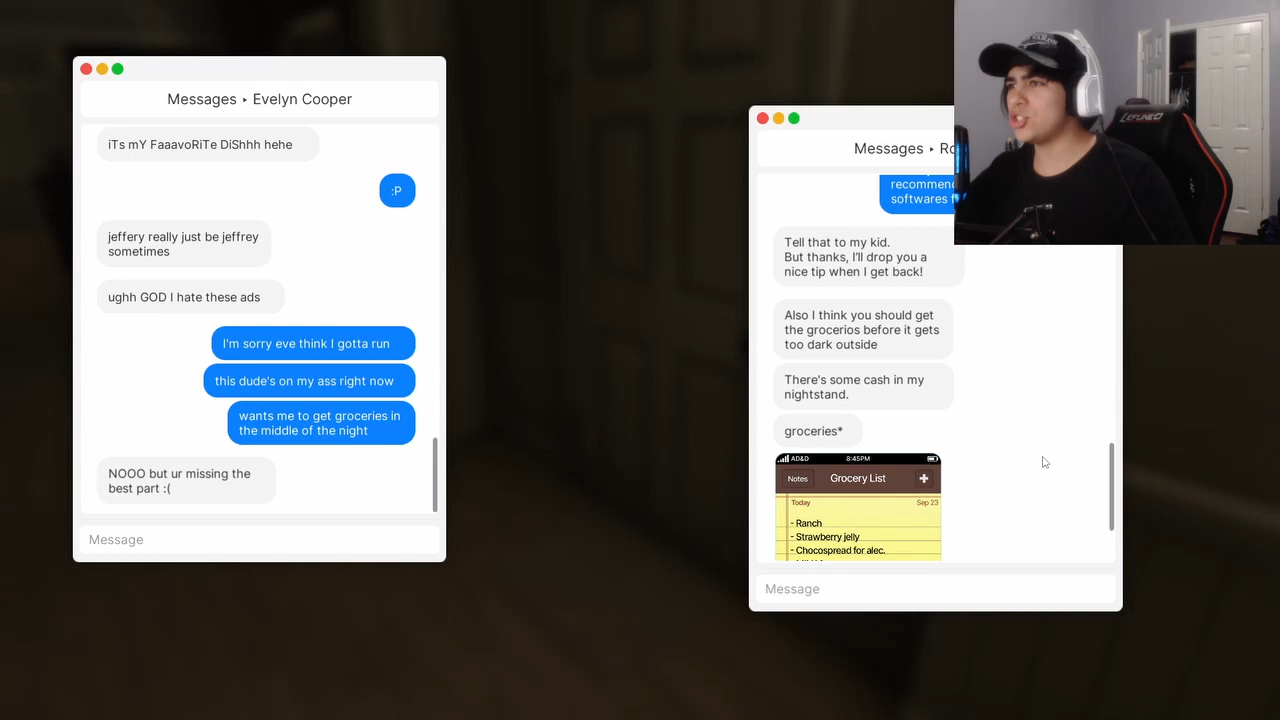 Messages ▸ Evelyn Cooper
iTs mY FaaavoRiTe DiShhh hehe
:P
jeffery really just be jeffrey
sometimes
ughh GOD I hate these ads
I'm sorry eve think I gotta run
this dude's on my ass right now
wants me to get groceries in
the middle of the night
NOOO but ur missing the
best part :(
Message
Messages ▸ Ro
recommen
softwares
Tell that to my kid.
But thanks, I'll drop you a
nice tip when I get back!
Also I think you should get
the grocerios before it gets
too dark outside
There's some cash in my
nightstand.
groceries*
AD&D 8:45PM
Notes Grocery List +
Today Sep 23
- Ranch
- Strawberry jelly
- Chocospread for alec.
Message